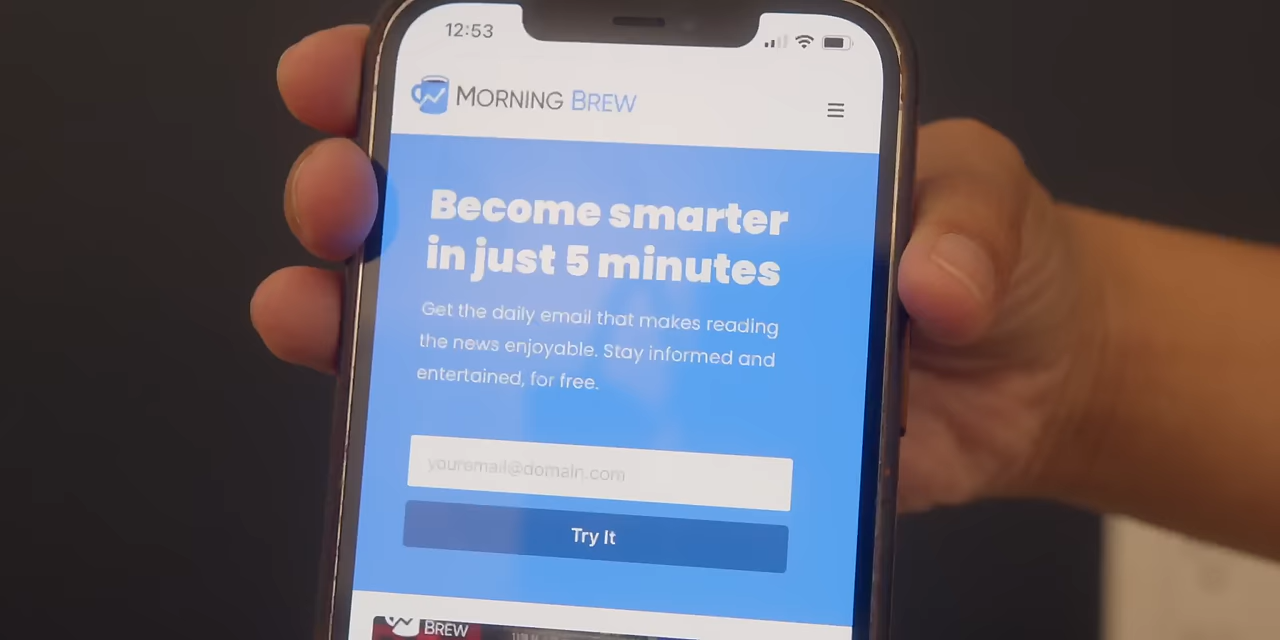 12:53
MORNING BREW
Become smarter
in just 5 minutes
Get the daily email that makes reading
the news enjoyable. Stay informed and
entertained, for free.
youremail@domain.com
Try It
BREW